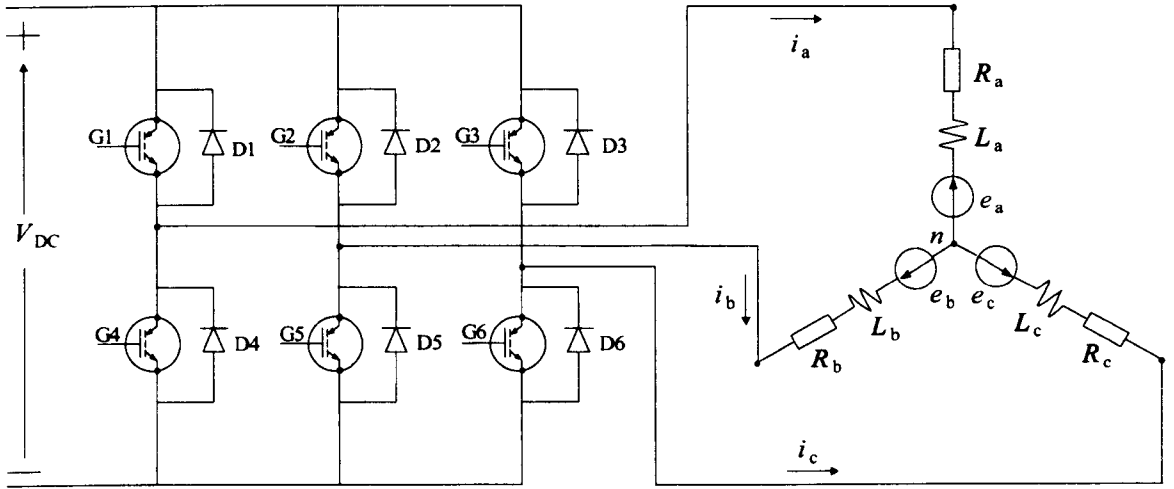 +
i_a
R_a
L_a
e_a
G1
D1
G2
D2
G3
D3
V_DC
n
i_b
e_b
e_c
L_b
L_c
R_b
R_c
G4
D4
G5
D5
G6
D6
i_c
−